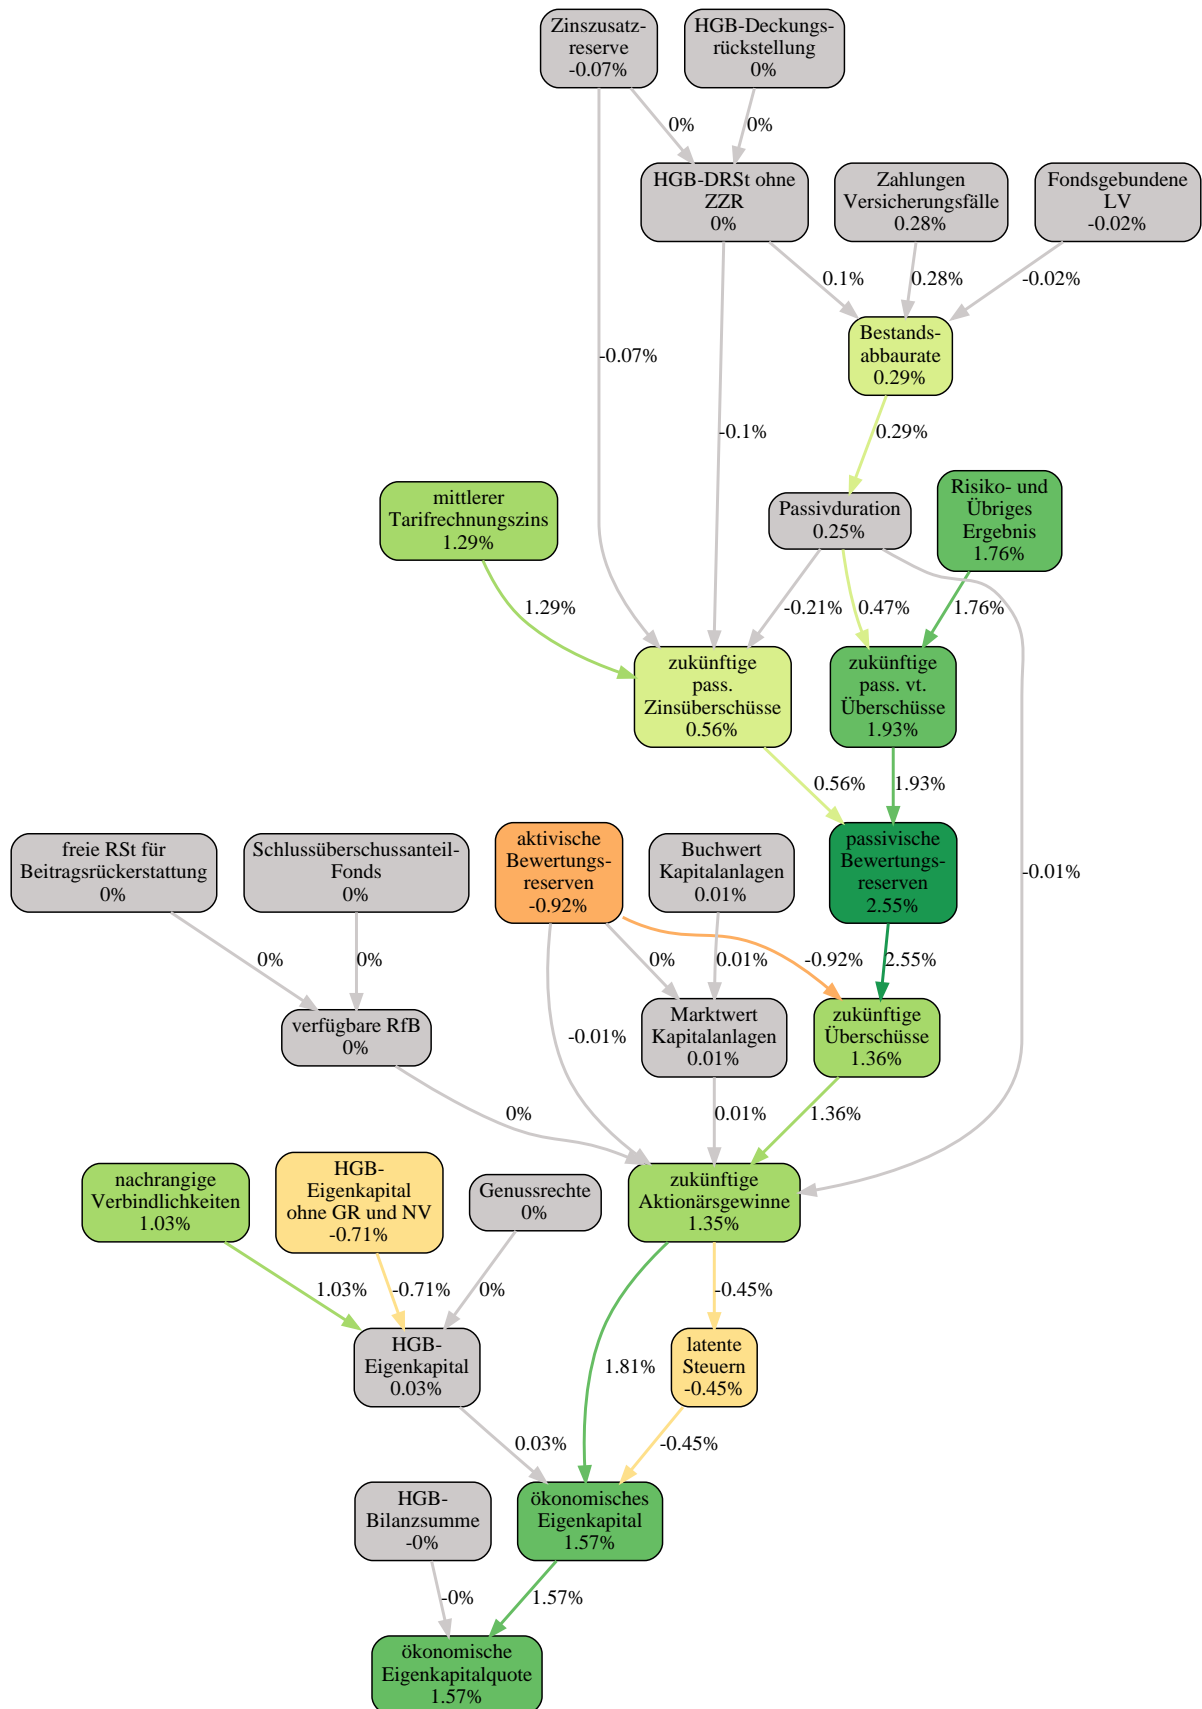 Zinszusatz-
reserve
-0.07%
HGB-Deckungs-
rückstellung
0%
0%
0%
HGB-DRSt ohne
ZZR
0%
Zahlungen
Versicherungsfälle
0.28%
Fondsgebundene
LV
-0.02%
0.1%
0.28%
-0.02%
Bestands-
abbaurate
0.29%
-0.07%
-0.1%
0.29%
mittlerer
Tarifrechnungszins
1.29%
Passivduration
0.25%
Risiko- und
Übriges
Ergebnis
1.76%
1.29%
-0.21%
0.47%
1.76%
zukünftige
pass.
Zinsüberschüsse
0.56%
zukünftige
pass. vt.
Überschüsse
1.93%
0.56%
1.93%
freie RSt für
Beitragsrückerstattung
0%
Schlussüberschussanteil-
Fonds
0%
aktivische
Bewertungs-
reserven
-0.92%
Buchwert
Kapitalanlagen
0.01%
passivische
Bewertungs-
reserven
2.55%
-0.01%
0%
0%
0%
0.01%
-0.92%
2.55%
verfügbare RfB
0%
-0.01%
Marktwert
Kapitalanlagen
0.01%
zukünftige
Überschüsse
1.36%
0%
0.01%
1.36%
nachrangige
Verbindlichkeiten
1.03%
HGB-
Eigenkapital
ohne GR und NV
-0.71%
Genussrechte
0%
zukünftige
Aktionärsgewinne
1.35%
1.03%
-0.71%
0%
-0.45%
HGB-
Eigenkapital
0.03%
1.81%
latente
Steuern
-0.45%
0.03%
-0.45%
HGB-
Bilanzsumme
-0%
ökonomisches
Eigenkapital
1.57%
-0%
1.57%
ökonomische
Eigenkapitalquote
1.57%